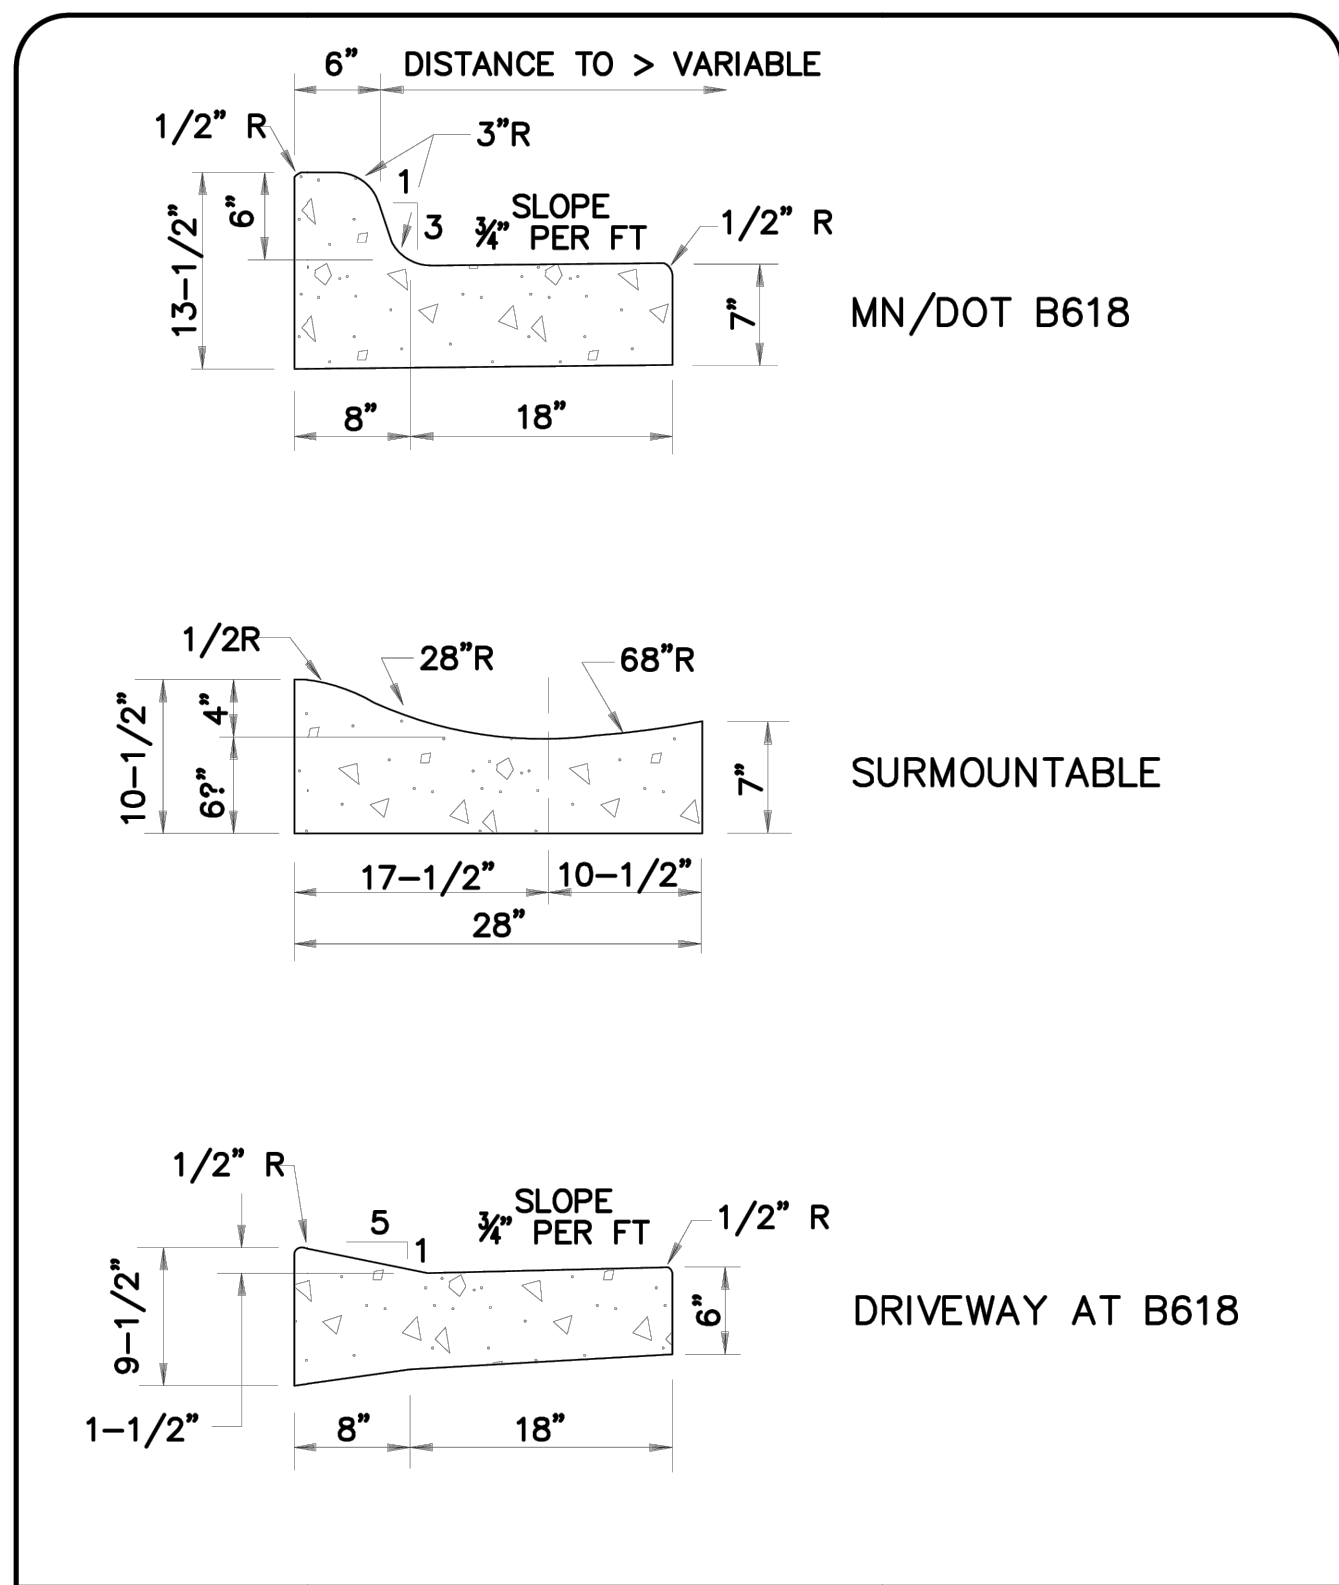 6” DISTANCE TO > VARIABLE
1/2” R
3”R
1
3
6”
13-1/2”
SLOPE
3/4” PER FT
1/2” R
7”
MN/DOT B618
8”
18”
1/2R
28”R
68”R
4”
10-1/2”
6?”
7”
SURMOUNTABLE
17-1/2”
10-1/2”
28”
1/2” R
5
1
SLOPE
3/4” PER FT
1/2” R
9-1/2”
6”
DRIVEWAY AT B618
1-1/2”
8”
18”